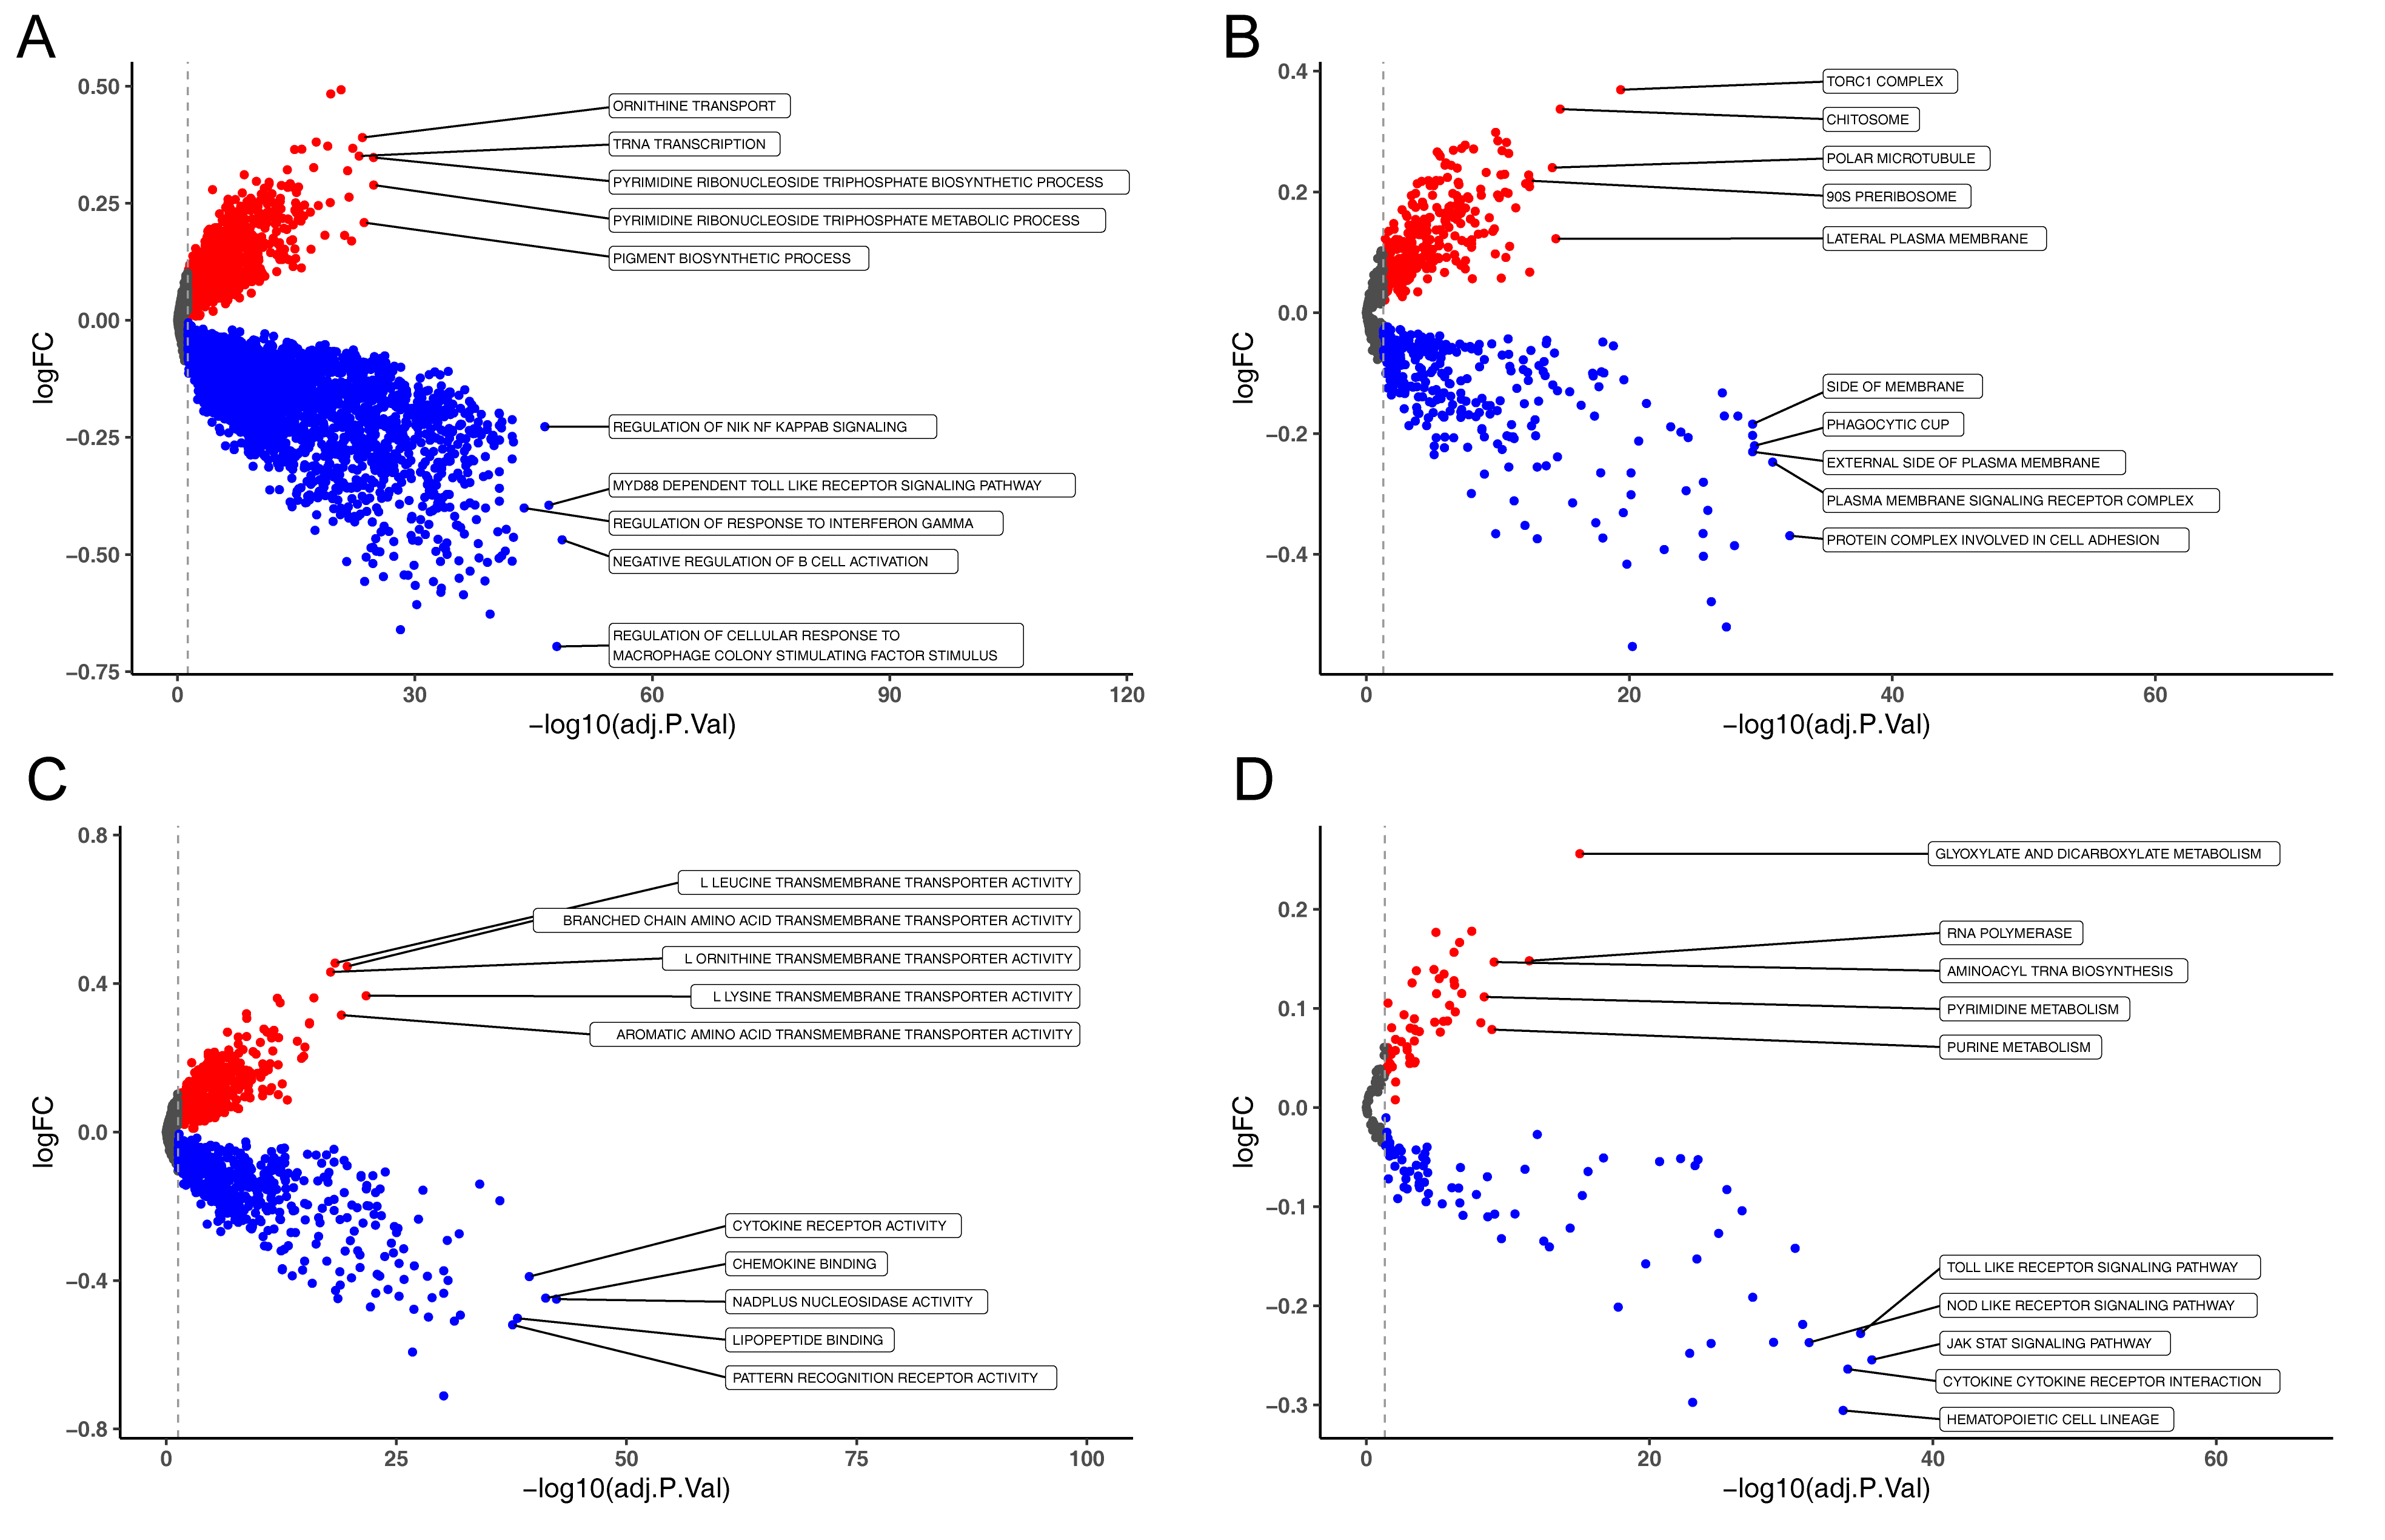 A
0.50
0.25
0.00
−0.25
−0.50
−0.75
logFC
ORNITHINE TRANSPORT
TRNA TRANSCRIPTION
PYRIMIDINE RIBONUCLEOSIDE TRIPHOSPHATE BIOSYNTHETIC PROCESS
PYRIMIDINE RIBONUCLEOSIDE TRIPHOSPHATE METABOLIC PROCESS
PIGMENT BIOSYNTHETIC PROCESS
REGULATION OF NIK NF KAPPAB SIGNALING
MYD88 DEPENDENT TOLL LIKE RECEPTOR SIGNALING PATHWAY
REGULATION OF RESPONSE TO INTERFERON GAMMA
NEGATIVE REGULATION OF B CELL ACTIVATION
REGULATION OF CELLULAR RESPONSE TO
MACROPHAGE COLONY STIMULATING FACTOR STIMULUS
0 30 60 90 120
−log10(adj.P.Val)
B
0.4
0.2
0.0
−0.2
−0.4
logFC
TORC1 COMPLEX
CHITOSOME
POLAR MICROTUBULE
90S PRERIBOSOME
LATERAL PLASMA MEMBRANE
SIDE OF MEMBRANE
PHAGOCYTIC CUP
EXTERNAL SIDE OF PLASMA MEMBRANE
PLASMA MEMBRANE SIGNALING RECEPTOR COMPLEX
PROTEIN COMPLEX INVOLVED IN CELL ADHESION
0 20 40 60
−log10(adj.P.Val)
C
0.8
0.4
0.0
−0.4
−0.8
logFC
L LEUCINE TRANSMEMBRANE TRANSPORTER ACTIVITY
BRANCHED CHAIN AMINO ACID TRANSMEMBRANE TRANSPORTER ACTIVITY
L ORNITHINE TRANSMEMBRANE TRANSPORTER ACTIVITY
L LYSINE TRANSMEMBRANE TRANSPORTER ACTIVITY
AROMATIC AMINO ACID TRANSMEMBRANE TRANSPORTER ACTIVITY
CYTOKINE RECEPTOR ACTIVITY
CHEMOKINE BINDING
NADPLUS NUCLEOSIDASE ACTIVITY
LIPOPEPTIDE BINDING
PATTERN RECOGNITION RECEPTOR ACTIVITY
0 25 50 75 100
−log10(adj.P.Val)
D
0.2
0.1
0.0
−0.1
−0.2
−0.3
logFC
GLYOXYLATE AND DICARBOXYLATE METABOLISM
RNA POLYMERASE
AMINOACYL TRNA BIOSYNTHESIS
PYRIMIDINE METABOLISM
PURINE METABOLISM
TOLL LIKE RECEPTOR SIGNALING PATHWAY
NOD LIKE RECEPTOR SIGNALING PATHWAY
JAK STAT SIGNALING PATHWAY
CYTOKINE CYTOKINE RECEPTOR INTERACTION
HEMATOPOIETIC CELL LINEAGE
0 20 40 60
−log10(adj.P.Val)